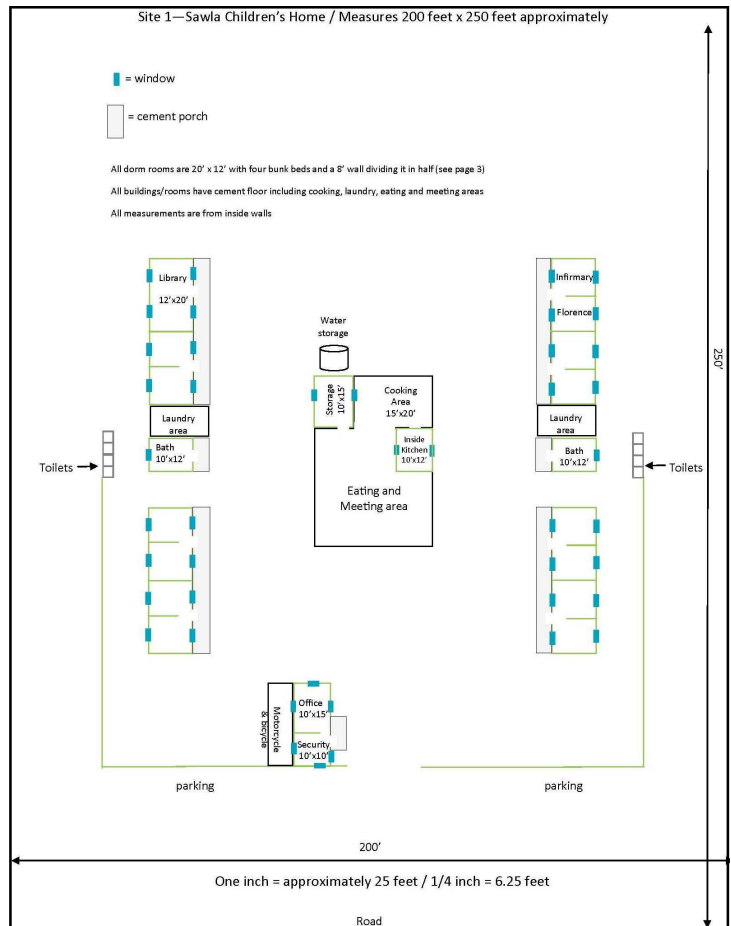 Site 1—Sawla Children's Home / Measures 200 feet x 250 feet approximately
= window
= cement porch
All dorm rooms are 20' x 12' with four bunk beds and a 8' wall dividing it in half (see page 3)
All buildings/rooms have cement floor including cooking, laundry, eating and meeting areas
All measurements are from inside walls
Library
12'x20'
Infirmary
Florence
Water
storage
250'
Storage
10'x15'
Cooking
Area
15'x20'
Laundry
area
Laundry
area
Toilets
Bath
10'x12'
Inside
Kitchen
10'x12'
Bath
10'x12'
Toilets
Eating and
Meeting area
Motorcycle
& bicycle
Office
10'x15'
Security
10'x10'
parking
parking
200'
One inch = approximately 25 feet / 1/4 inch = 6.25 feet
Road